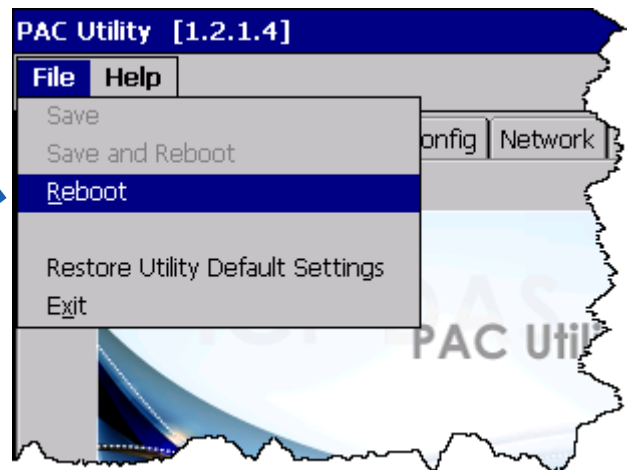 PAC Utility [1.2.1.4]
File Help
Save
Save and Reboot
onfig Network
Reboot
Restore Utility Default Settings
Exit
PAC Util